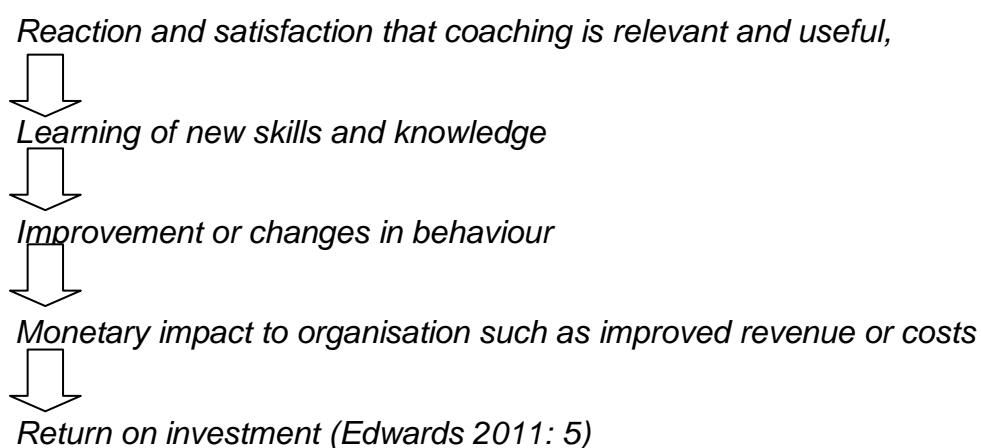 Reaction and satisfaction that coaching is relevant and useful,
Learning of new skills and knowledge
Improvement or changes in behaviour
Monetary impact to organisation such as improved revenue or costs
Return on investment (Edwards 2011: 5)